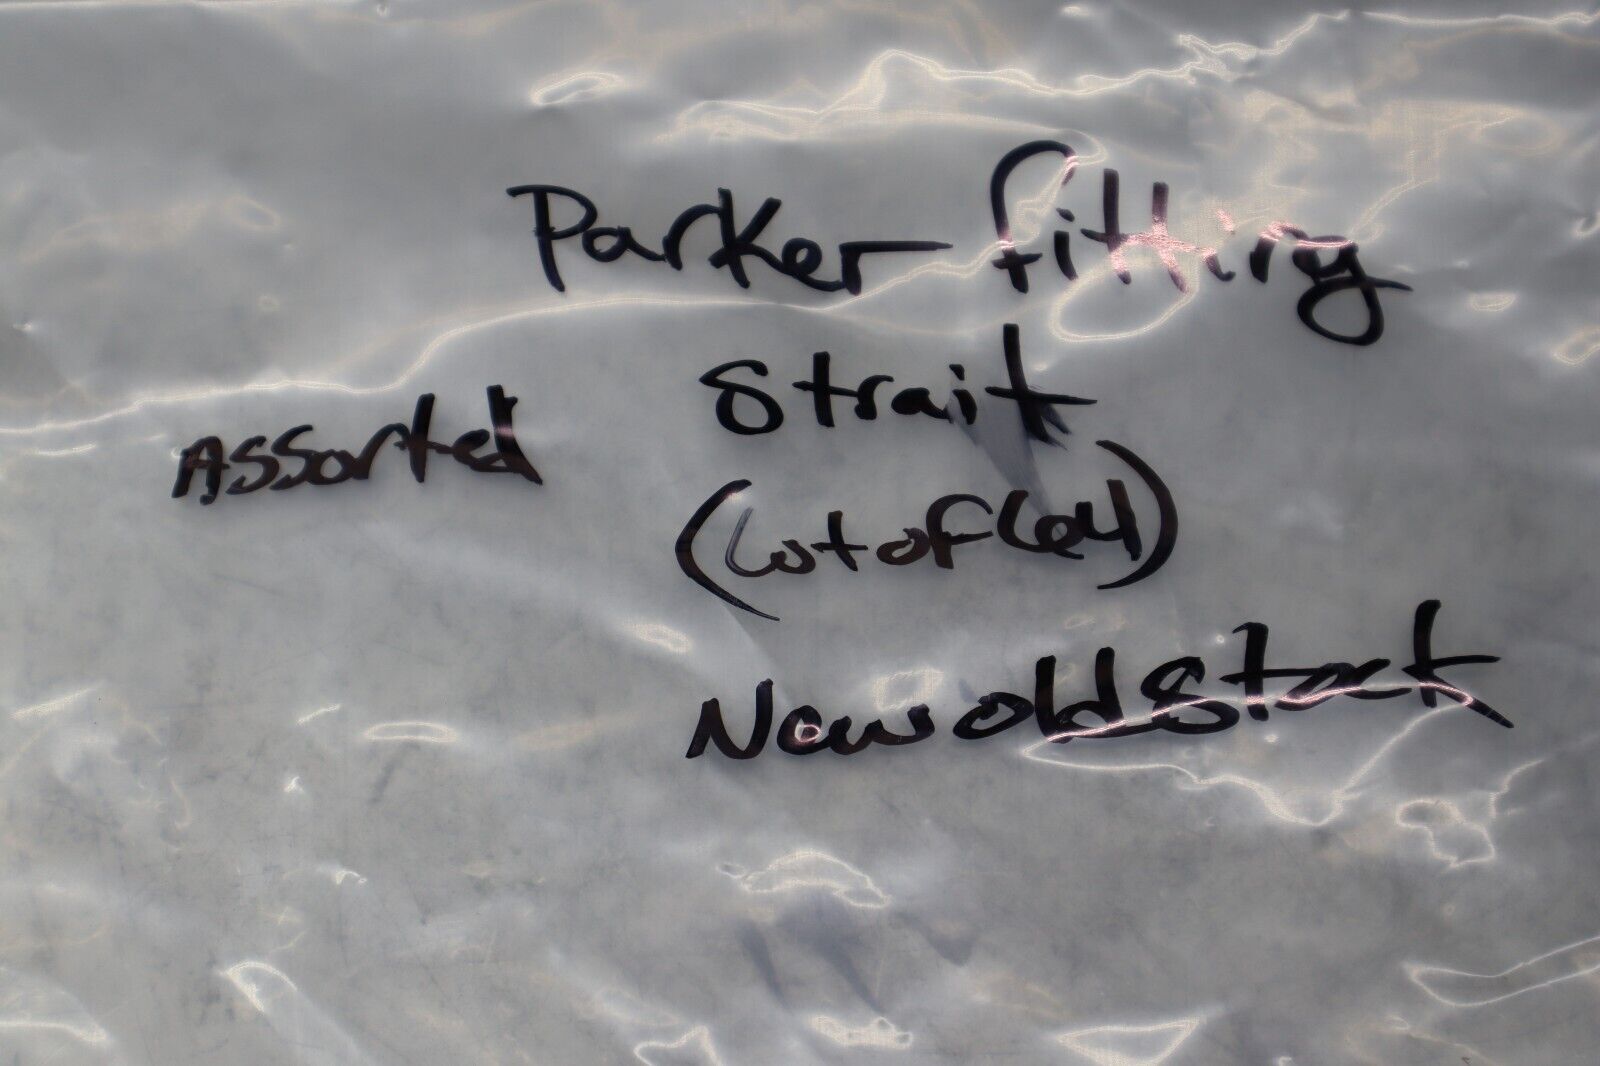 Parker fitting
Strait
Assorted
(Lot of 64)
New old Stock